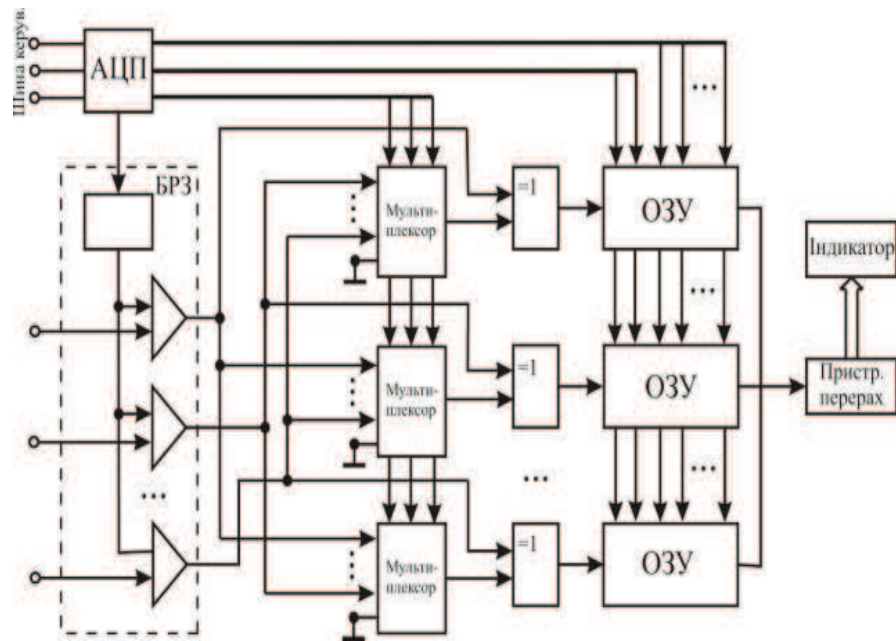 Шина керув.
АЦП
БРЗ
Мульти-
плексор
=1
ОЗУ
Індикатор
Мульти-
плексор
=1
ОЗУ
Пристр.
перерах
Мульти-
плексор
=1
ОЗУ